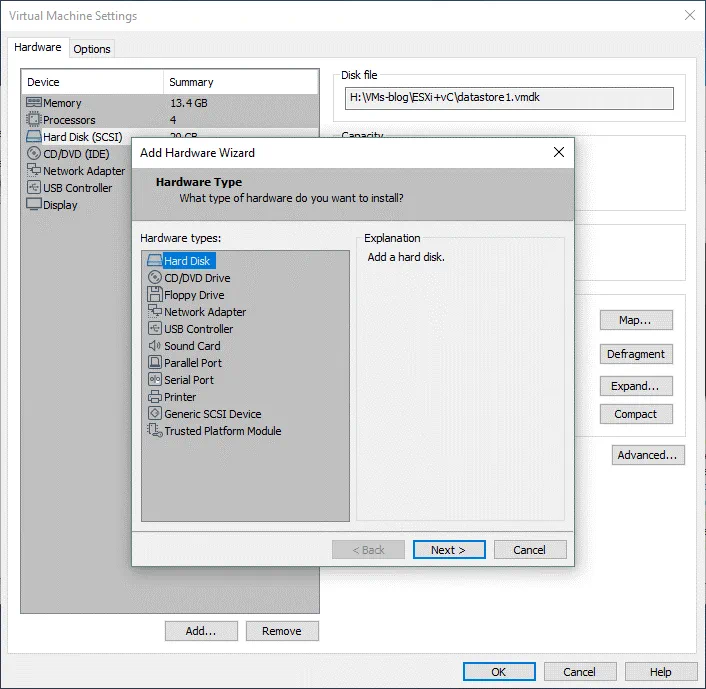 Virtual Machine Settings
Hardware Options
Device Summary
Memory 13.4 GB
Processors 4
Hard Disk (SCSI) 20 GB
CD/DVD (IDE)
Network Adapter
USB Controller
Display
Disk file
H:\VMs-blog\ESXi+vC\datastore1.vmdk
Capacity
Add Hardware Wizard
Hardware Type
What type of hardware do you want to install?
Hardware types:
Hard Disk
CD/DVD Drive
Floppy Drive
Network Adapter
USB Controller
Sound Card
Parallel Port
Serial Port
Printer
Generic SCSI Device
Trusted Platform Module
Explanation
Add a hard disk.
< Back Next > Cancel
Map...
Defragment
Expand...
Compact
Advanced...
Add... Remove
OK Cancel Help